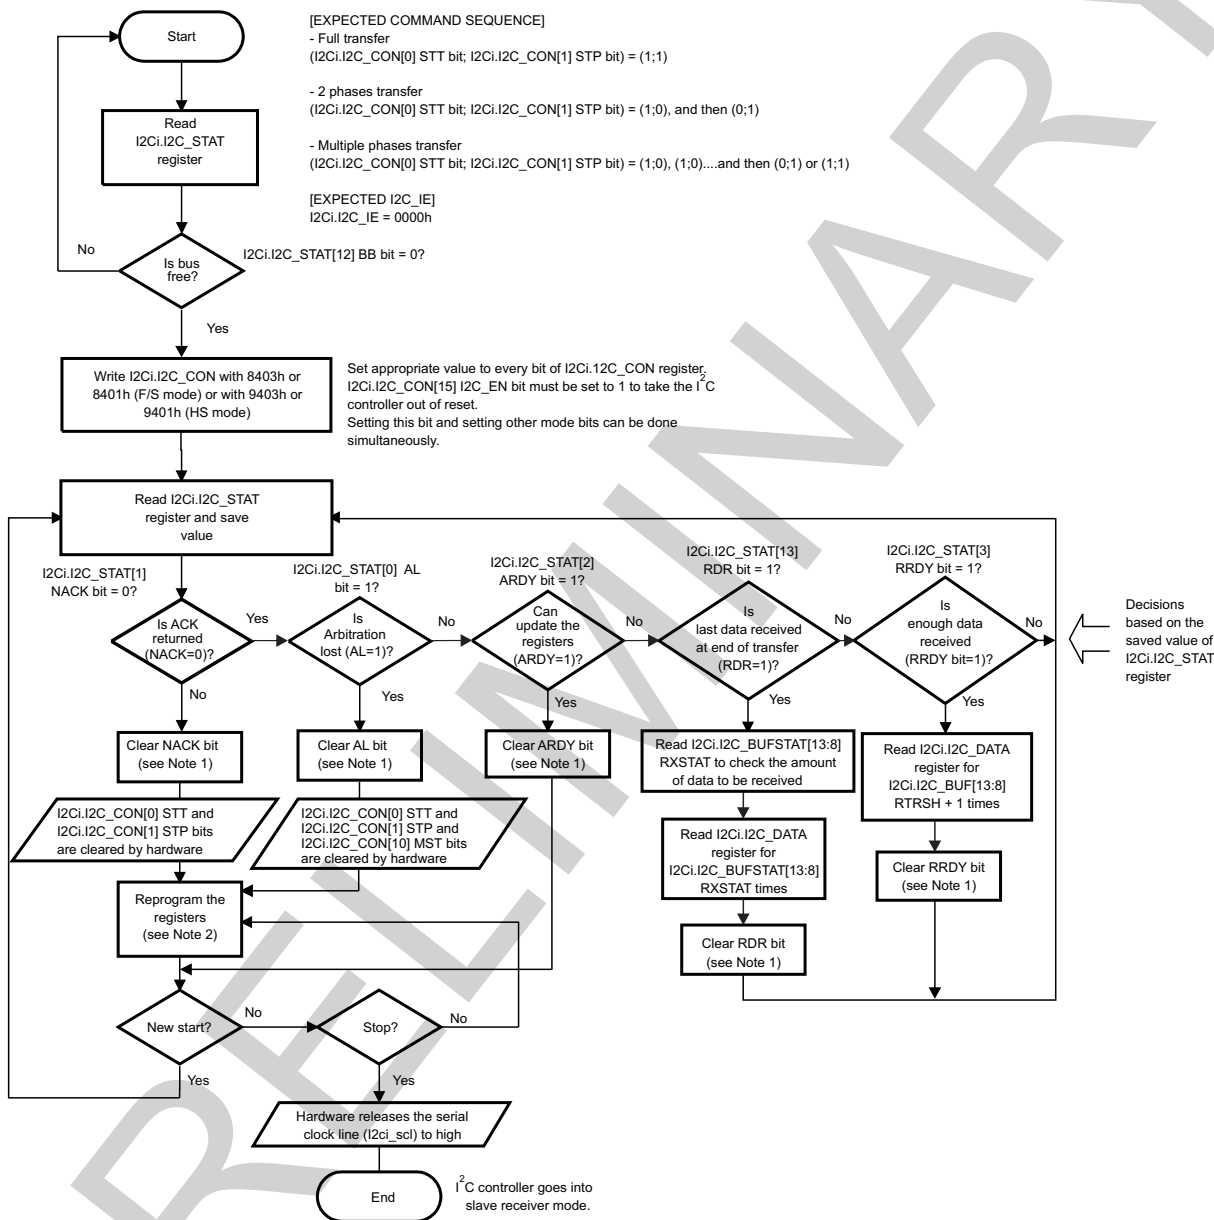 Start
[EXPECTED COMMAND SEQUENCE]
- Full transfer
(I2Ci.I2C_CON[0] STT bit; I2Ci.I2C_CON[1] STP bit) = (1;1)
- 2 phases transfer
(I2Ci.I2C_CON[0] STT bit; I2Ci.I2C_CON[1] STP bit) = (1;0), and then (0;1)
- Multiple phases transfer
(I2Ci.I2C_CON[0] STT bit; I2Ci.I2C_CON[1] STP bit) = (1;0), (1;0)....and then (0;1) or (1;1)
[EXPECTED I2C_IE]
I2Ci.I2C_IE = 0000h
Read
I2Ci.I2C_STAT
register
No
Is bus
free?
I2Ci.I2C_STAT[12] BB bit = 0?
Yes
Write I2Ci.I2C_CON with 8403h or
8401h (F/S mode) or with 9403h or
9401h (HS mode)
Set appropriate value to every bit of I2Ci.12C_CON register.
I2Ci.I2C_CON[15] I2C_EN bit must be set to 1 to take the I2C
controller out of reset.
Setting this bit and setting other mode bits can be done
simultaneously.
Read I2Ci.I2C_STAT
register and save
value
I2Ci.I2C_STAT[1]
NACK bit = 0?
I2Ci.I2C_STAT[0] AL
bit = 1?
I2Ci.I2C_STAT[2]
ARDY bit = 1?
I2Ci.I2C_STAT[13]
RDR bit = 1?
I2Ci.I2C_STAT[3]
RRDY bit = 1?
Is ACK
returned
(NACK=0)?
Yes
No
Is
Arbitration
lost (AL=1)?
No
Yes
Can
update the
registers
(ARDY=1)?
No
Yes
Is
last data received
at end of transfer
(RDR=1)?
No
Yes
Is
enough data
received
(RRDY bit=1)?
No
Yes
Decisions
based on the
saved value of
I2Ci.I2C_STAT
register
Clear NACK bit
(see Note 1)
Clear AL bit
(see Note 1)
Clear ARDY bit
(see Note 1)
Read I2Ci.I2C_BUFSTAT[13:8]
RXSTAT to check the amount
of data to be received
Read I2Ci.I2C_DATA
register for
I2Ci.I2C_BUF[13:8]
RTRSH + 1 times
I2Ci.I2C_CON[0] STT and
I2Ci.I2C_CON[1] STP bits
are cleared by hardware
I2Ci.I2C_CON[0] STT and
I2Ci.I2C_CON[1] STP and
I2Ci.I2C_CON[10] MST bits
are cleared by hardware
Read I2Ci.I2C_DATA
register for
I2Ci.I2C_BUFSTAT[13:8]
RXSTAT times
Clear RRDY bit
(see Note 1)
Reprogram the
registers
(see Note 2)
Clear RDR bit
(see Note 1)
New start?
No
Yes
Stop?
No
Yes
Hardware releases the serial
clock line (I2ci_scl) to high
End
I2C controller goes into
slave receiver mode.
PRELIMINARY